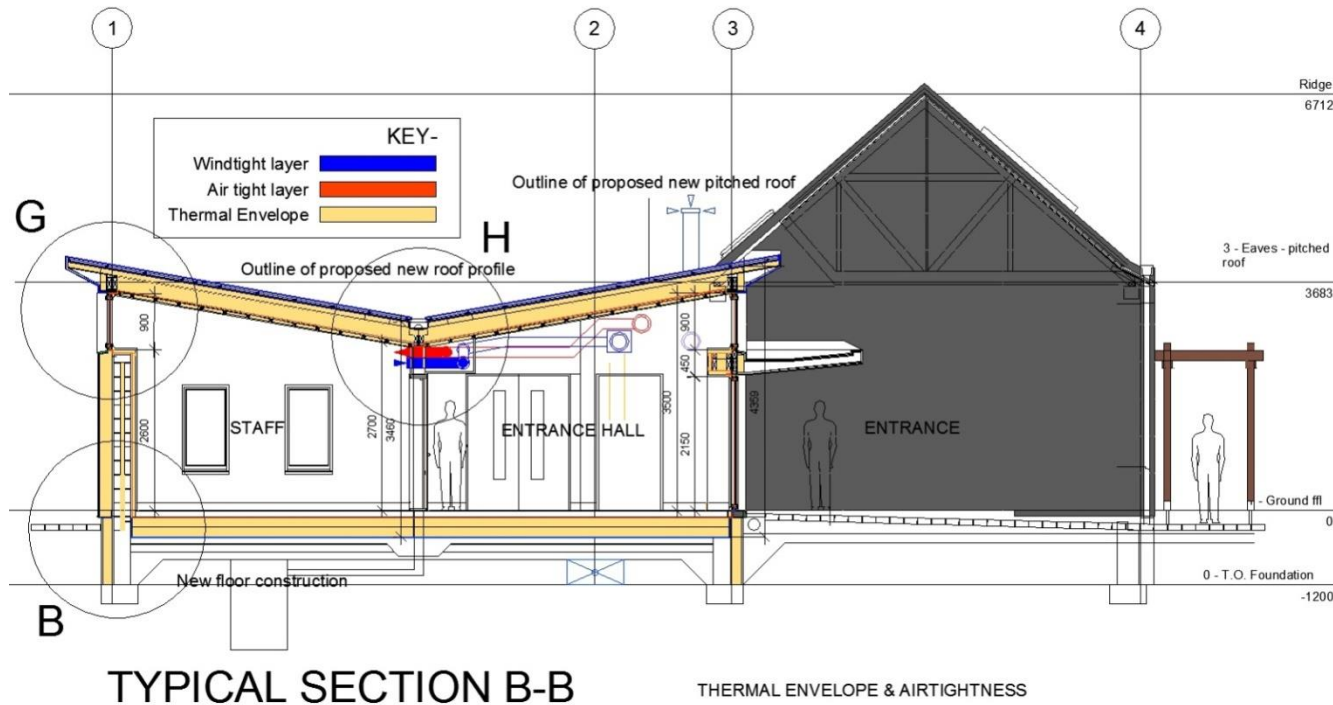 1
2
3
4
Ridge
6712
KEY-
Windtight layer
Air tight layer
Thermal Envelope
Outline of proposed new pitched roof
G
H
Outline of proposed new roof profile
3 - Eaves - pitched
roof
3683
900
900
450
2600
2700
3460
3500
2150
4369
STAFF
ENTRANCE HALL
ENTRANCE
- Ground ffl
0
New floor construction
0 - T.O. Foundation
-1200
B
TYPICAL SECTION B-B
THERMAL ENVELOPE & AIRTIGHTNESS